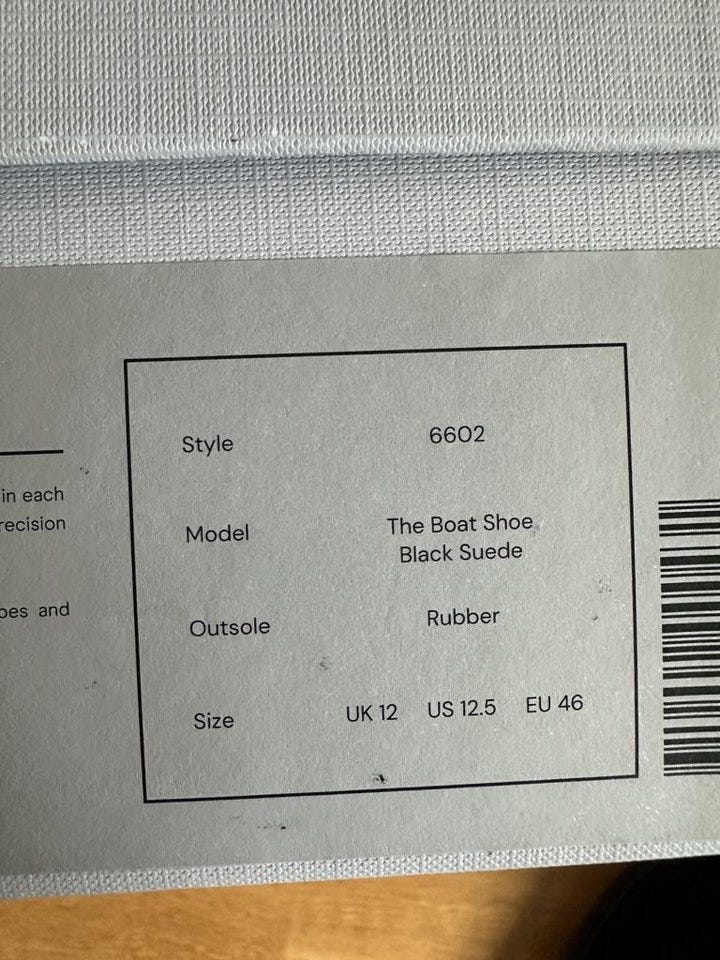 in each
recision
oes and
Style 6602
Model The Boat Shoe
Black Suede
Outsole Rubber
Size UK 12 US 12.5 EU 46